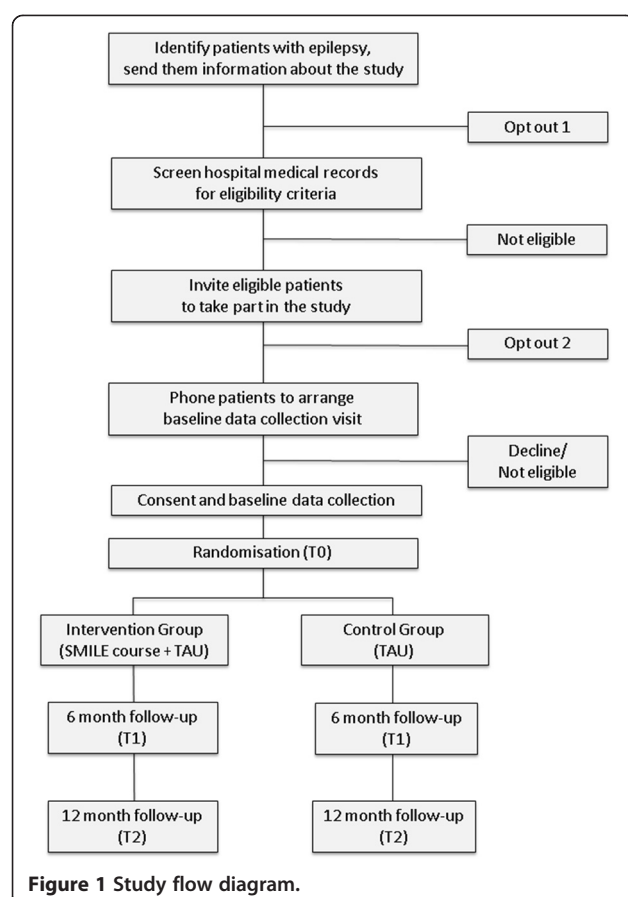 Identify patients with epilepsy,
send them information about the study
Opt out 1
Screen hospital medical records
for eligibility criteria
Not eligible
Invite eligible patients
to take part in the study
Opt out 2
Phone patients to arrange
baseline data collection visit
Decline/
Not eligible
Consent and baseline data collection
Randomisation (T0)
Intervention Group
(SMILE course + TAU)
Control Group
(TAU)
6 month follow-up
(T1)
6 month follow-up
(T1)
12 month follow-up
(T2)
12 month follow-up
(T2)
Figure 1 Study flow diagram.